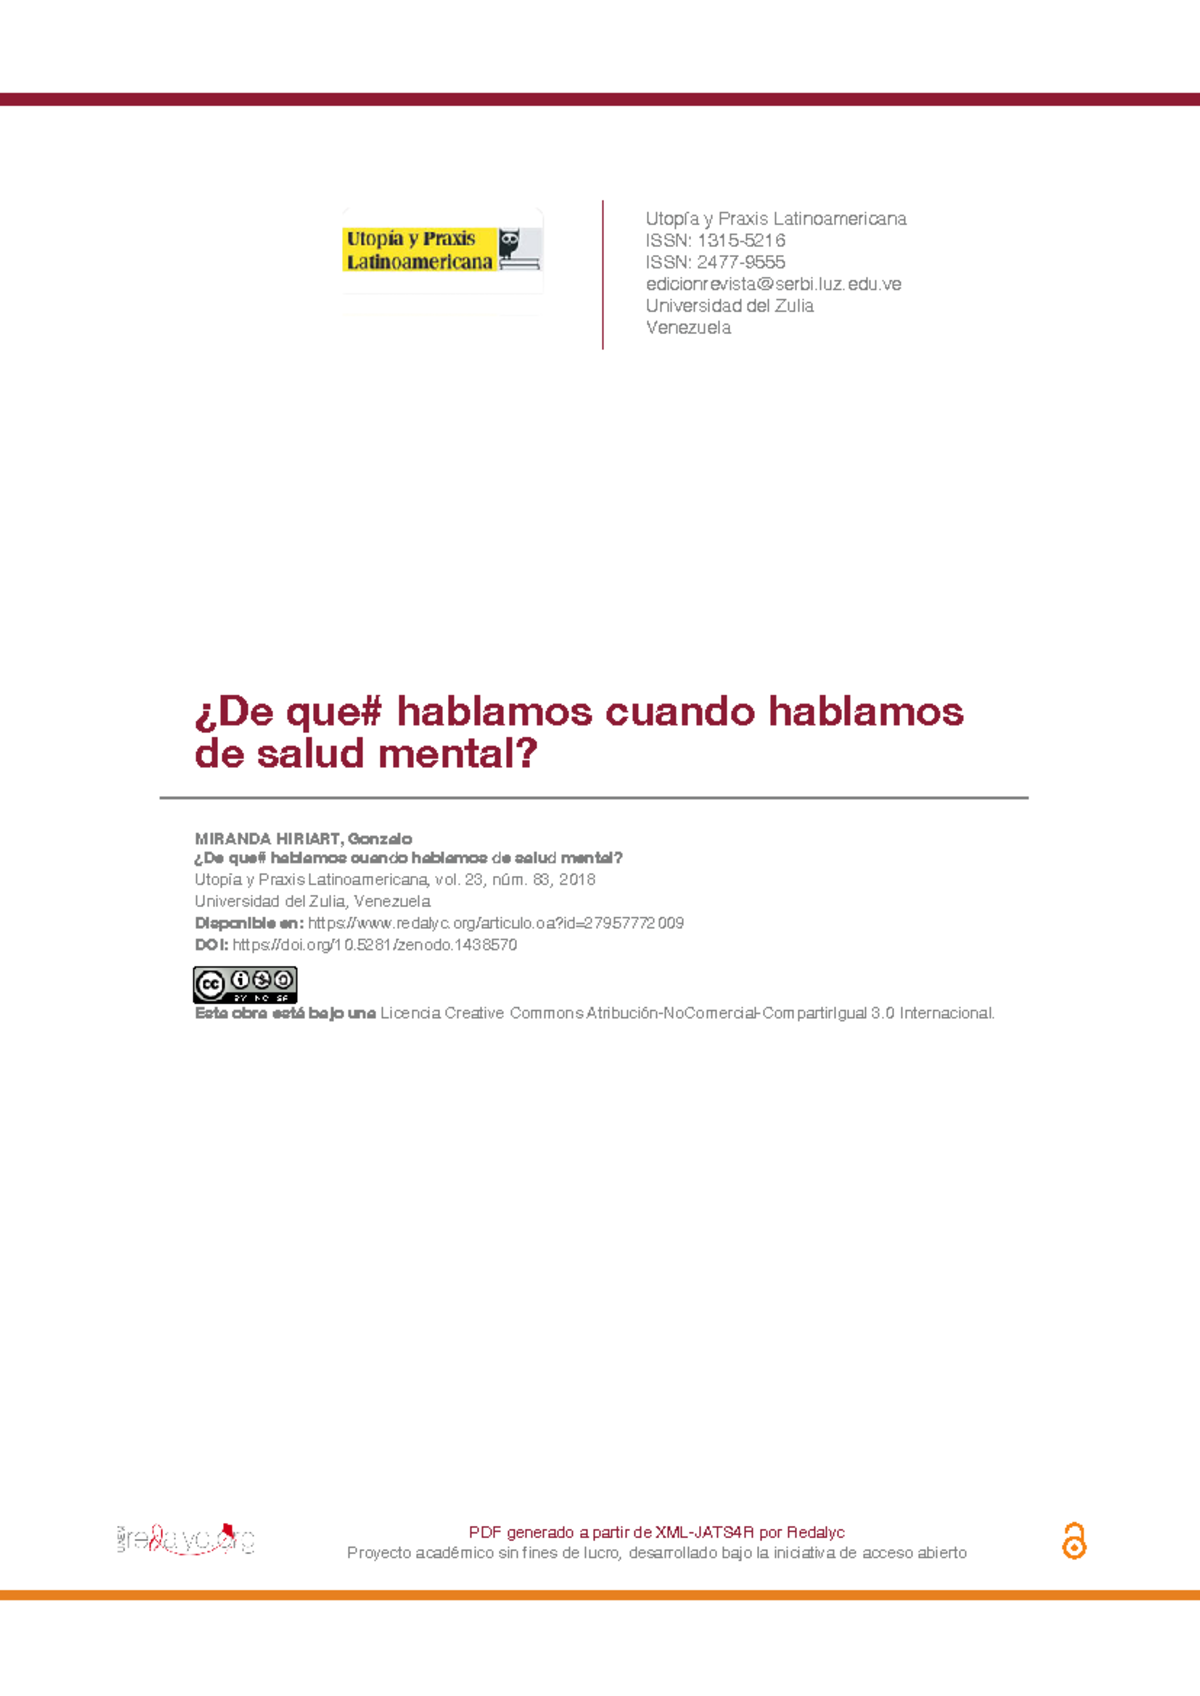 Utopía y Praxis
Latinoamericana
Utopía y Praxis Latinoamericana
ISSN: 1315-5216
ISSN: 2477-9555
edicionrevista@serbi.luz.edu.ve
Universidad del Zulia
Venezuela
¿De que# hablamos cuando hablamos
de salud mental?
MIRANDA HIRIART, Gonzalo
¿De que# hablamos cuando hablamos de salud mental?
Utopía y Praxis Latinoamericana, vol. 23, núm. 83, 2018
Universidad del Zulia, Venezuela
Disponible en: https://www.redalyc.org/articulo.oa?id=27957772009
DOI: https://doi.org/10.5281/zenodo.1438570
cc
BY NC SA
Esta obra está bajo una Licencia Creative Commons Atribución-NoComercial-CompartirIgual 3.0 Internacional.
UAEM
redalyc.org
PDF generado a partir de XML-JATS4R por Redalyc
Proyecto académico sin fines de lucro, desarrollado bajo la iniciativa de acceso abierto